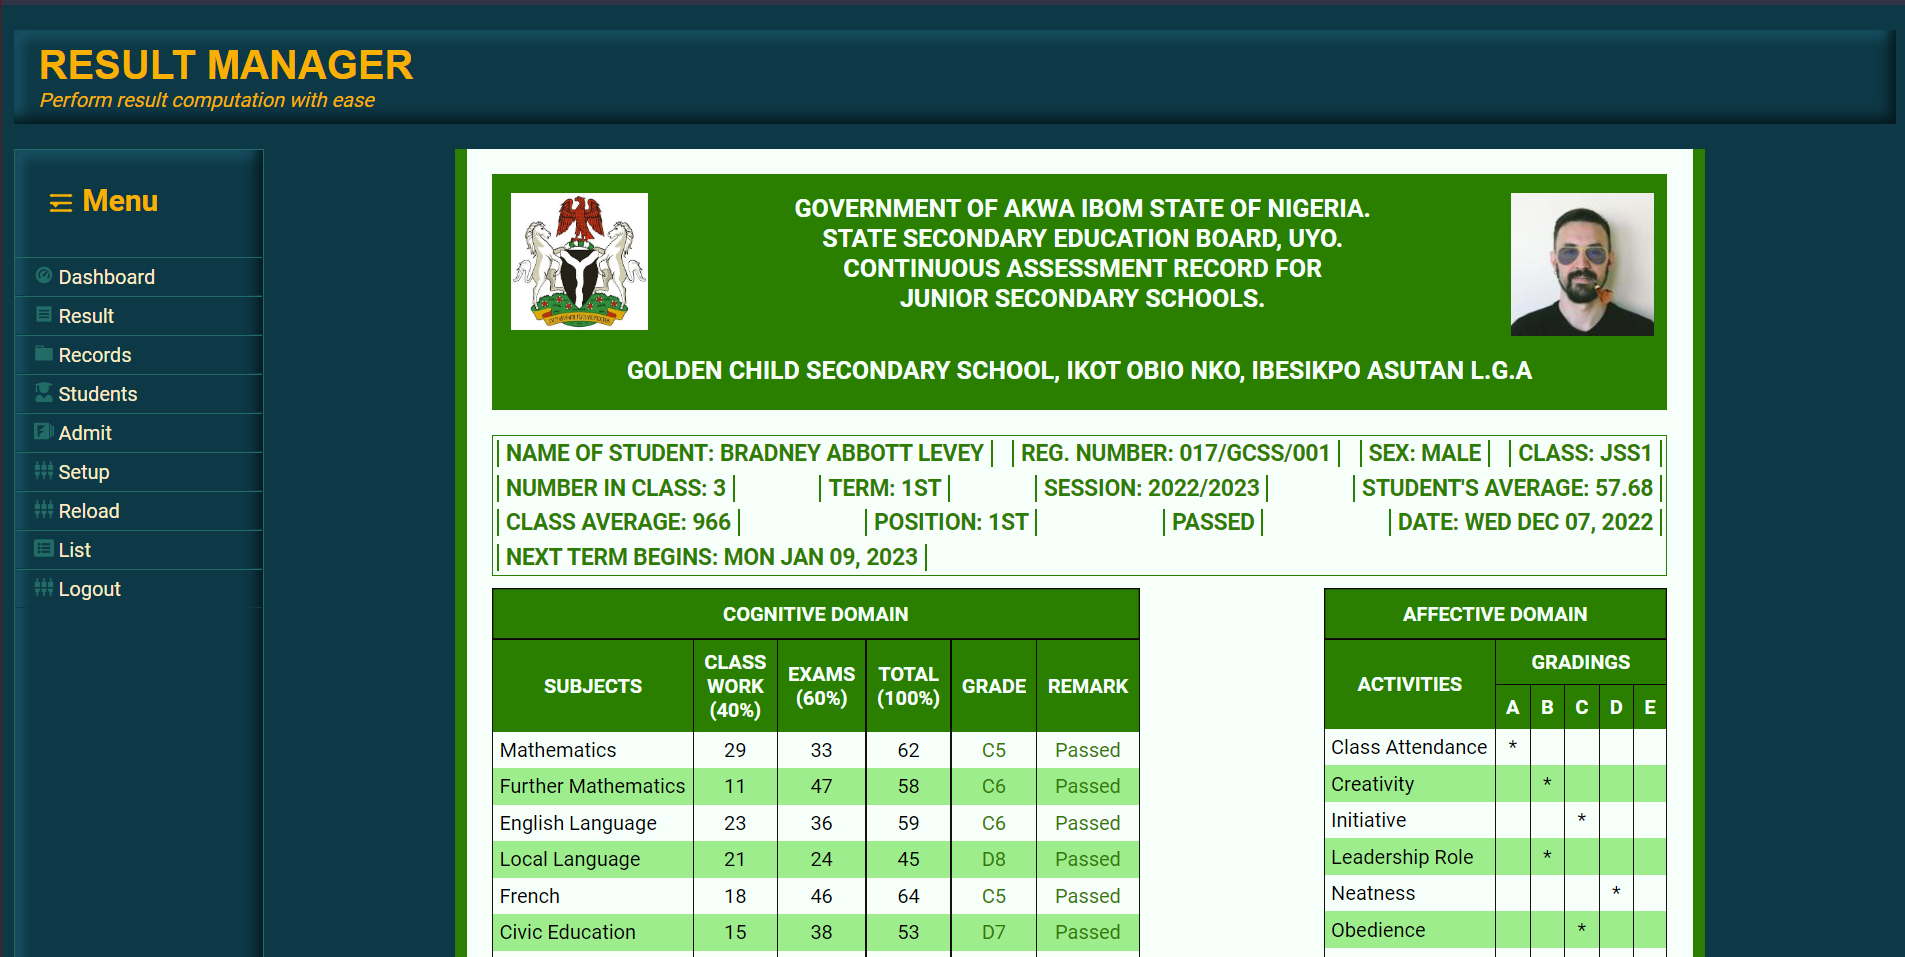 RESULT MANAGER
Perform result computation with ease
Menu
Dashboard
Result
Records
Students
Admit
Setup
Reload
List
Logout
GOVERNMENT OF AKWA IBOM STATE OF NIGERIA.
STATE SECONDARY EDUCATION BOARD, UYO.
CONTINUOUS ASSESSMENT RECORD FOR
JUNIOR SECONDARY SCHOOLS.
GOLDEN CHILD SECONDARY SCHOOL, IKOT OBIO NKO, IBESIKPO ASUTAN L.G.A
NAME OF STUDENT: BRADNEY ABBOTT LEVEY REG. NUMBER: 017/GCSS/001 SEX: MALE CLASS: JSS1
NUMBER IN CLASS: 3 TERM: 1ST SESSION: 2022/2023 STUDENT'S AVERAGE: 57.68
CLASS AVERAGE: 966 POSITION: 1ST PASSED DATE: WED DEC 07, 2022
NEXT TERM BEGINS: MON JAN 09, 2023
COGNITIVE DOMAIN
SUBJECTS CLASS WORK (40%) EXAMS (60%) TOTAL (100%) GRADE REMARK
Mathematics 29 33 62 C5 Passed
Further Mathematics 11 47 58 C6 Passed
English Language 23 36 59 C6 Passed
Local Language 21 24 45 D8 Passed
French 18 46 64 C5 Passed
Civic Education 15 38 53 D7 Passed
AFFECTIVE DOMAIN
ACTIVITIES GRADINGS
A B C D E
Class Attendance *
Creativity *
Initiative *
Leadership Role *
Neatness *
Obedience *